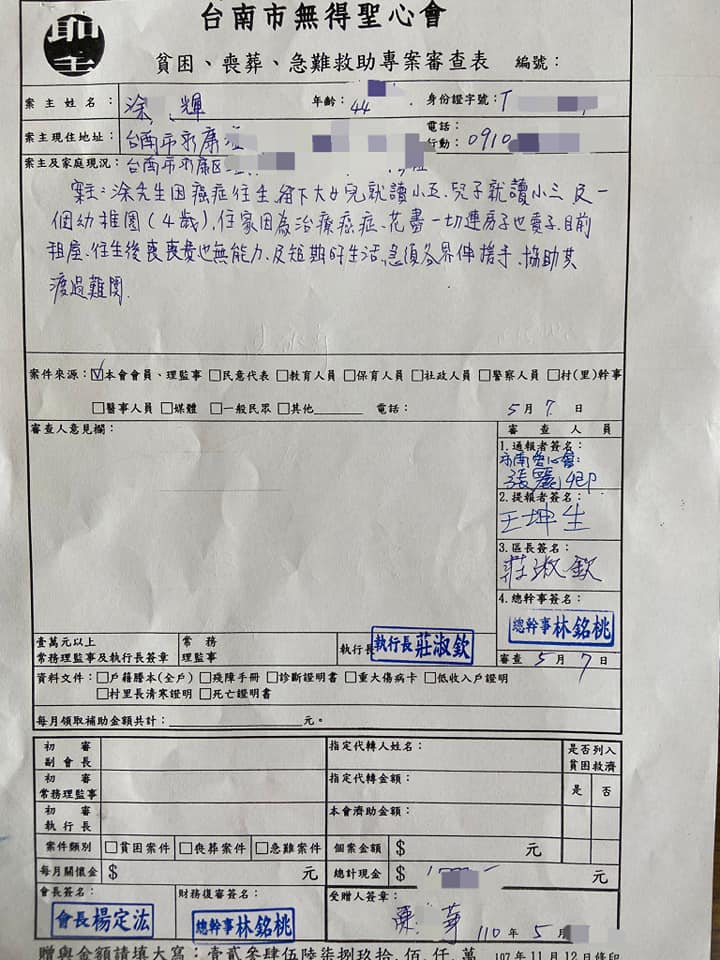 聖
台南市無得聖心會
貧困、喪葬、急難救助專案審查表 編號：
案主姓名： 涂 輝 年齡：44 身份證字號：T
案主現住地址： 台南市永康區 電話： 行動：0910
案主及家庭現況：台南市永康區
案主：涂先生因癌症往生、留下大女兒就讀小五、兒子就讀小三及一
個幼稚園(4歲)、住家因為治療癌症、花盡一切連房子也賣了、目前
租屋、往生後喪葬費也無能力、及短期的生活、急須各界伸援手、協助其
渡過難關
案件來源：☑本會會員、理監事 □民意代表 □教育人員 □保育人員 □社政人員 □警察人員 □村(里)幹事
□醫事人員 □媒體 □一般民眾 □其他 電話： 5月7日
審查人意見欄： 審查人員
1.通報者簽名：
張麗卿
2.提報者簽名：
王坤生
3.區長簽名：
莊淑欽
4.總幹事簽名：
總幹事林銘桃
審查 5月7日
壹萬元以上
常務理監事及執行長簽章
常務
理監事
執行長 執行長莊淑欽
資料文件：□戶籍謄本(全戶) □殘障手冊 □診斷證明書 □重大傷病卡 □低收入戶證明
□村里長清寒證明 □死亡證明書
每月領取補助金額共計：元。
初審
副會長
指定代轉人姓名：
是否列入
貧困救濟
初審
常務理監事
指定代轉金額：
是 否
初審
執行長
本會濟助金額：
案件類別 □貧困案件 □喪葬案件 □急難案件 個案金額 $ 元
每月關懷金 $ 元 總計現金 $ 元
會長簽名： 財務復審簽名： 受贈人簽章：
會長楊定法 總幹事林銘桃
110年5月
贈與金額請填大寫：壹貳參肆伍陸柒捌玖拾.佰.仟.萬 107年11月12日修印